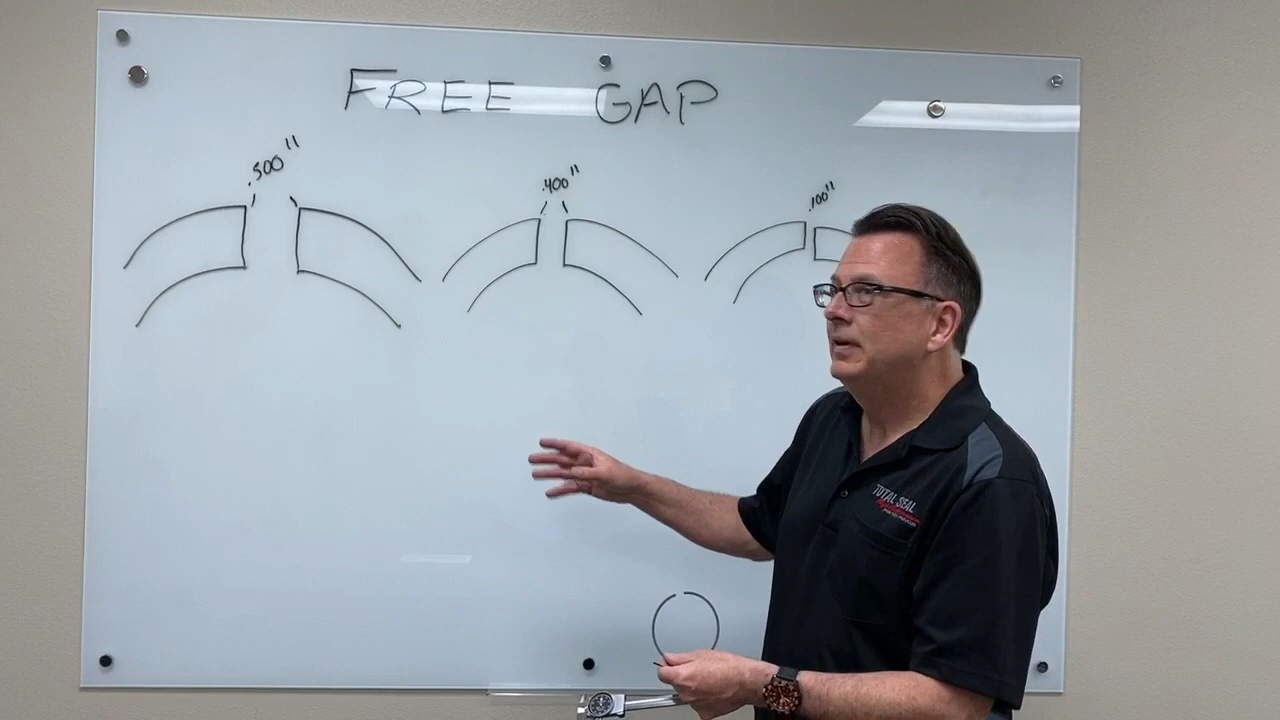 FREE GAP
.500"
.400"
.100"
TOTAL SEAL